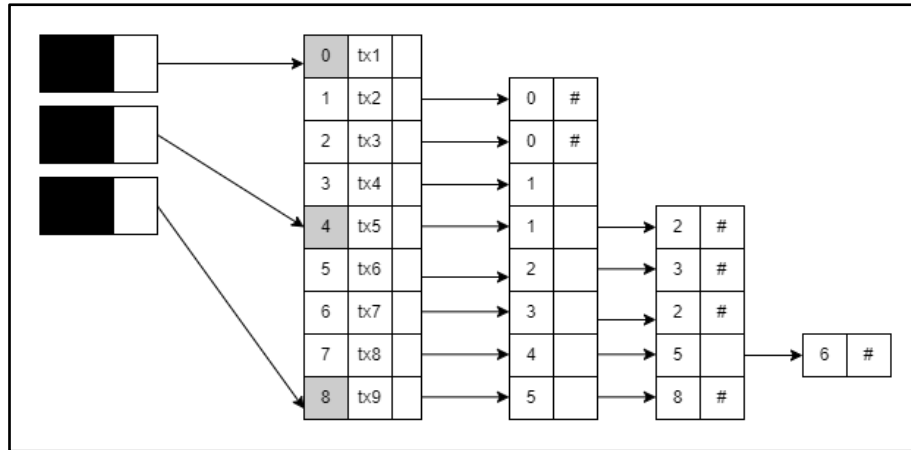 0 tx1
1 tx2 0 #
2 tx3 0 #
3 tx4 1
4 tx5 1 2 #
5 tx6 2 3 #
6 tx7 3 2 #
7 tx8 4 5 6 #
8 tx9 5 8 #